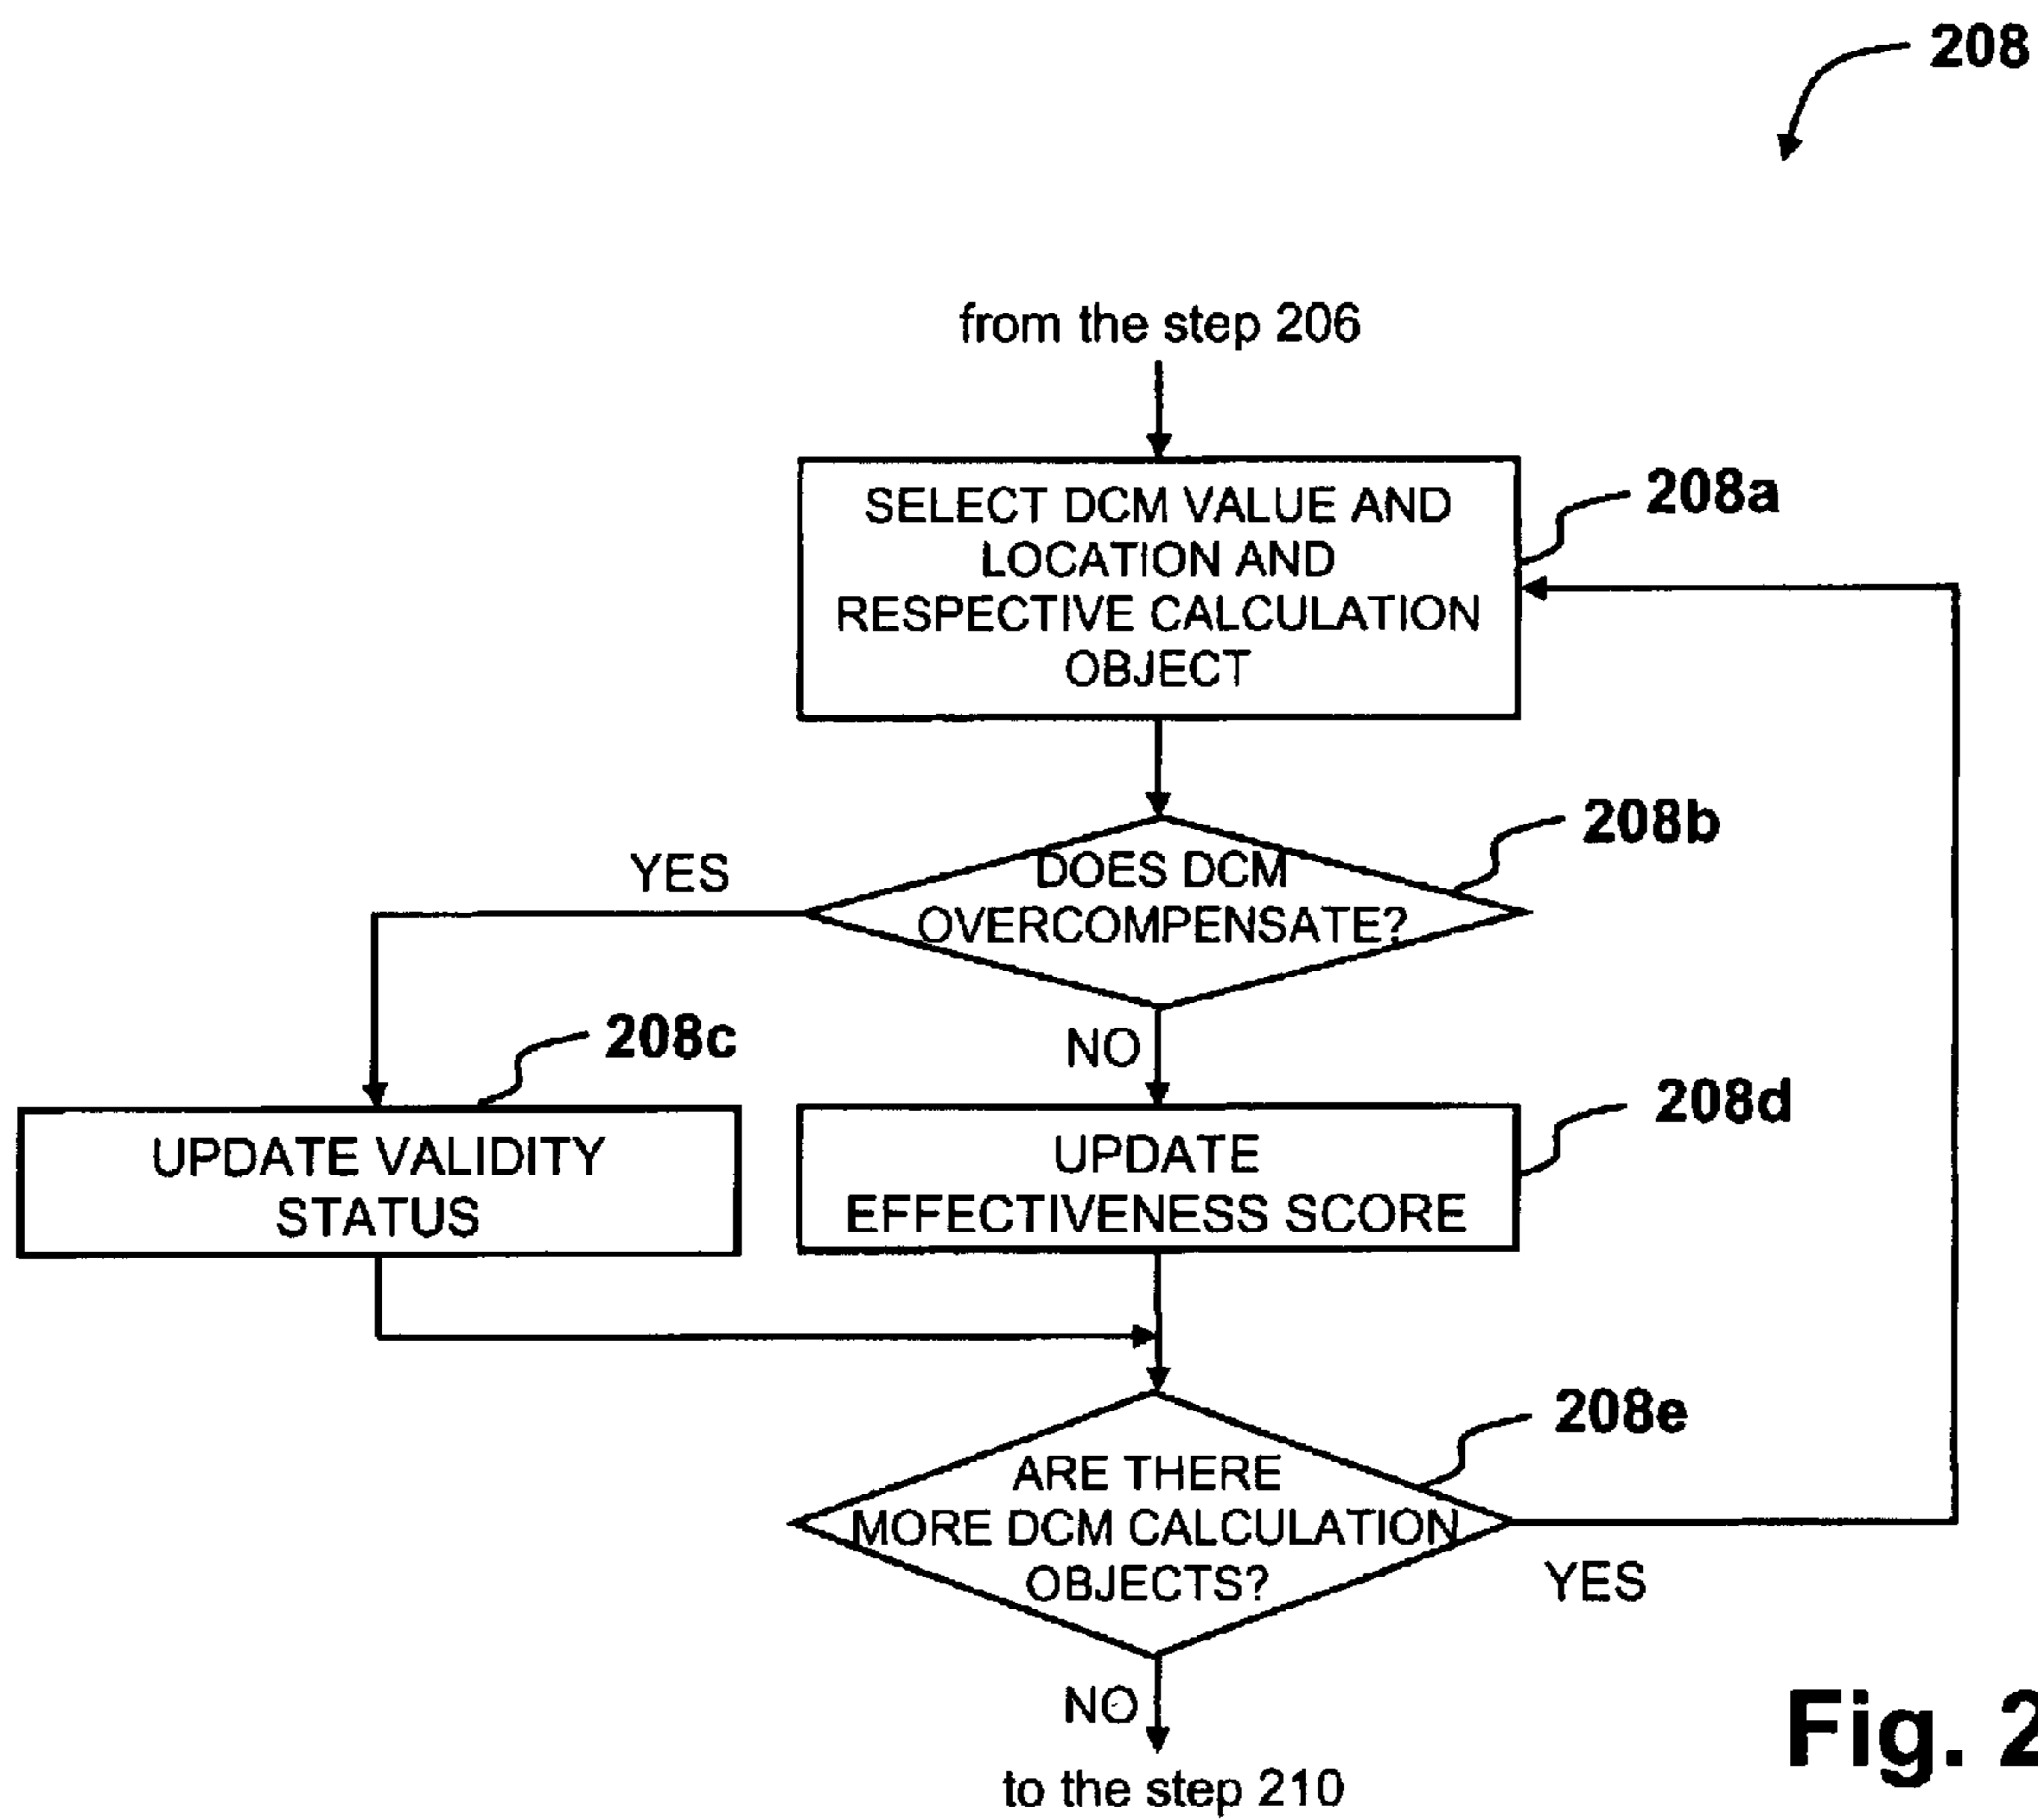 208
from the step 206
SELECT DCM VALUE AND
LOCATION AND
RESPECTIVE CALCULATION
OBJECT
208a
DOES DCM
OVERCOMPENSATE?
208b
YES
NO
208c
UPDATE VALIDITY
STATUS
208d
UPDATE
EFFECTIVENESS SCORE
208e
ARE THERE
MORE DCM CALCULATION
OBJECTS?
YES
NO
to the step 210
Fig. 2